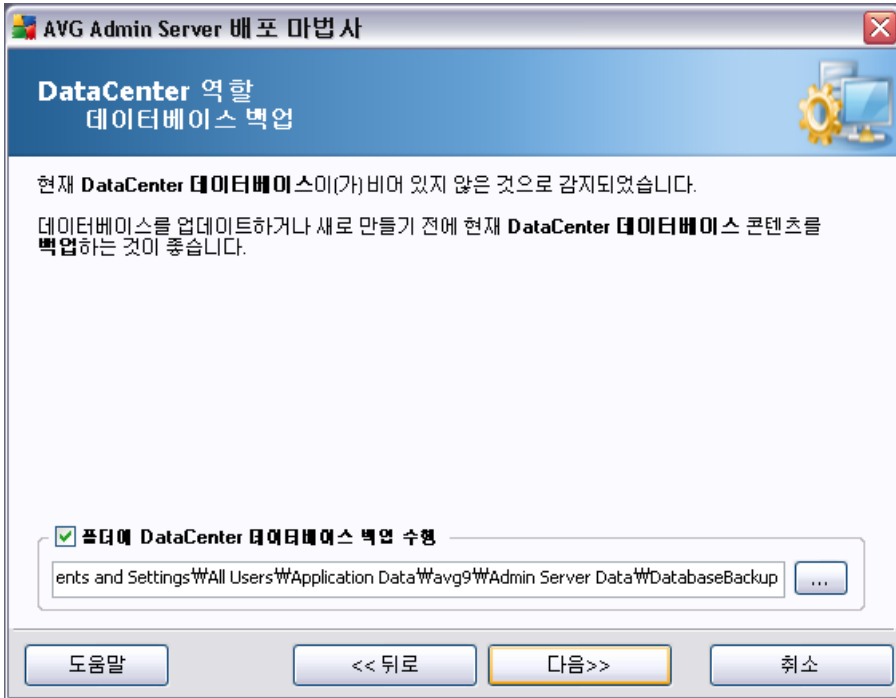 AVG Admin Server 배포 마법사
DataCenter 역할
데이터베이스 백업
현재 DataCenter 데이터베이스이(가) 비어 있지 않은 것으로 감지되었습니다.
데이터베이스를 업데이트하거나 새로 만들기 전에 현재 DataCenter 데이터베이스 콘텐츠를
백업하는 것이 좋습니다.
폴더에 DataCenter 데이터베이스 백업 수행
ents and Settings₩All Users₩Application Data₩avg9₩Admin Server Data₩DatabaseBackup
...
도움말
<< 뒤로
다음>>
취소